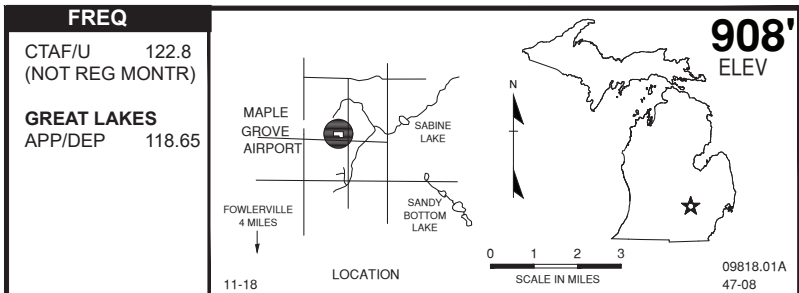 FREQ
CTAF/U 122.8
(NOT REG MONTR)
GREAT LAKES
APP/DEP 118.65
MAPLE
GROVE
AIRPORT
SABINE
LAKE
FOWLERVILLE
4 MILES
SANDY
BOTTOM
LAKE
11-18
LOCATION
N
908'
ELEV
0 1 2 3
SCALE IN MILES
09818.01A
47-08